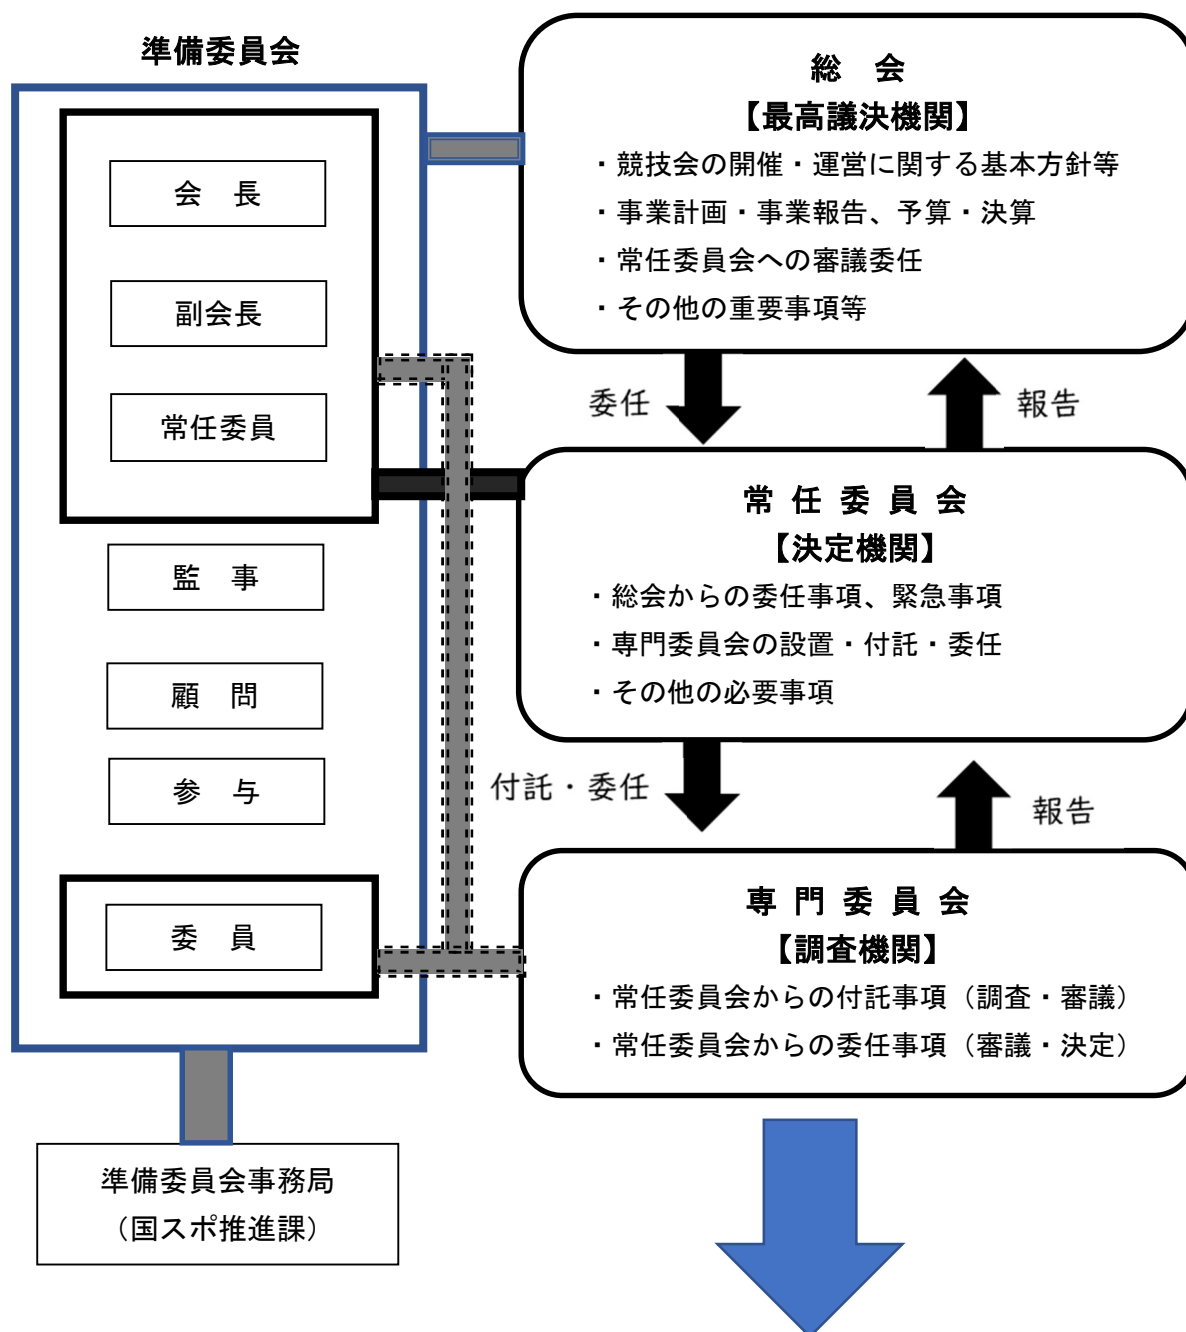 準備委員会
会　長
副会長
常任委員
監　事
顧　問
参　与
委　員
準備委員会事務局
（国スポ推進課）
総　会
【最高議決機関】
・競技会の開催・運営に関する基本方針等
・事業計画・事業報告、予算・決算
・常任委員会への審議委任
・その他の重要事項等
委任
報告
常 任 委 員 会
【決定機関】
・総会からの委任事項、緊急事項
・専門委員会の設置・付託・委任
・その他の必要事項
付託・委任
報告
専 門 委 員 会
【調査機関】
・常任委員会からの付託事項（調査・審議）
・常任委員会からの委任事項（審議・決定）